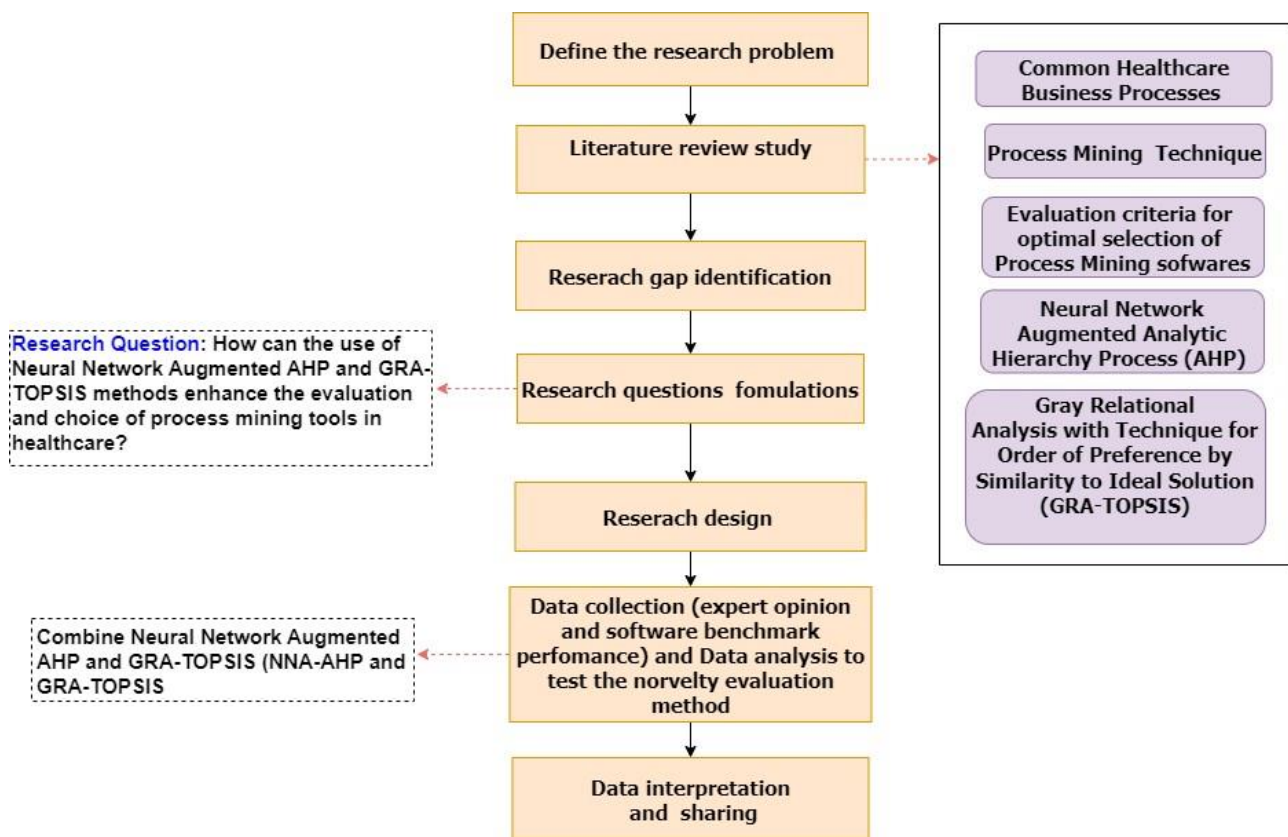 Define the research problem
Literature review study
Common Healthcare
Business Processes
Process Mining Technique
Evaluation criteria for
optimal selection of
Process Mining sofwares
Neural Network
Augmented Analytic
Hierarchy Process (AHP)
Gray Relational
Analysis with Technique for
Order of Preference by
Similarity to Ideal Solution
(GRA-TOPSIS)
Reserach gap identification
Research questions fomulations
Research Question: How can the use of
Neural Network Augmented AHP and GRA-
TOPSIS methods enhance the evaluation
and choice of process mining tools in
healthcare?
Reserach design
Data collection (expert opinion
and software benchmark
perfomance) and Data analysis to
test the norvelty evaluation
method
Combine Neural Network Augmented
AHP and GRA-TOPSIS (NNA-AHP and
GRA-TOPSIS
Data interpretation
and sharing